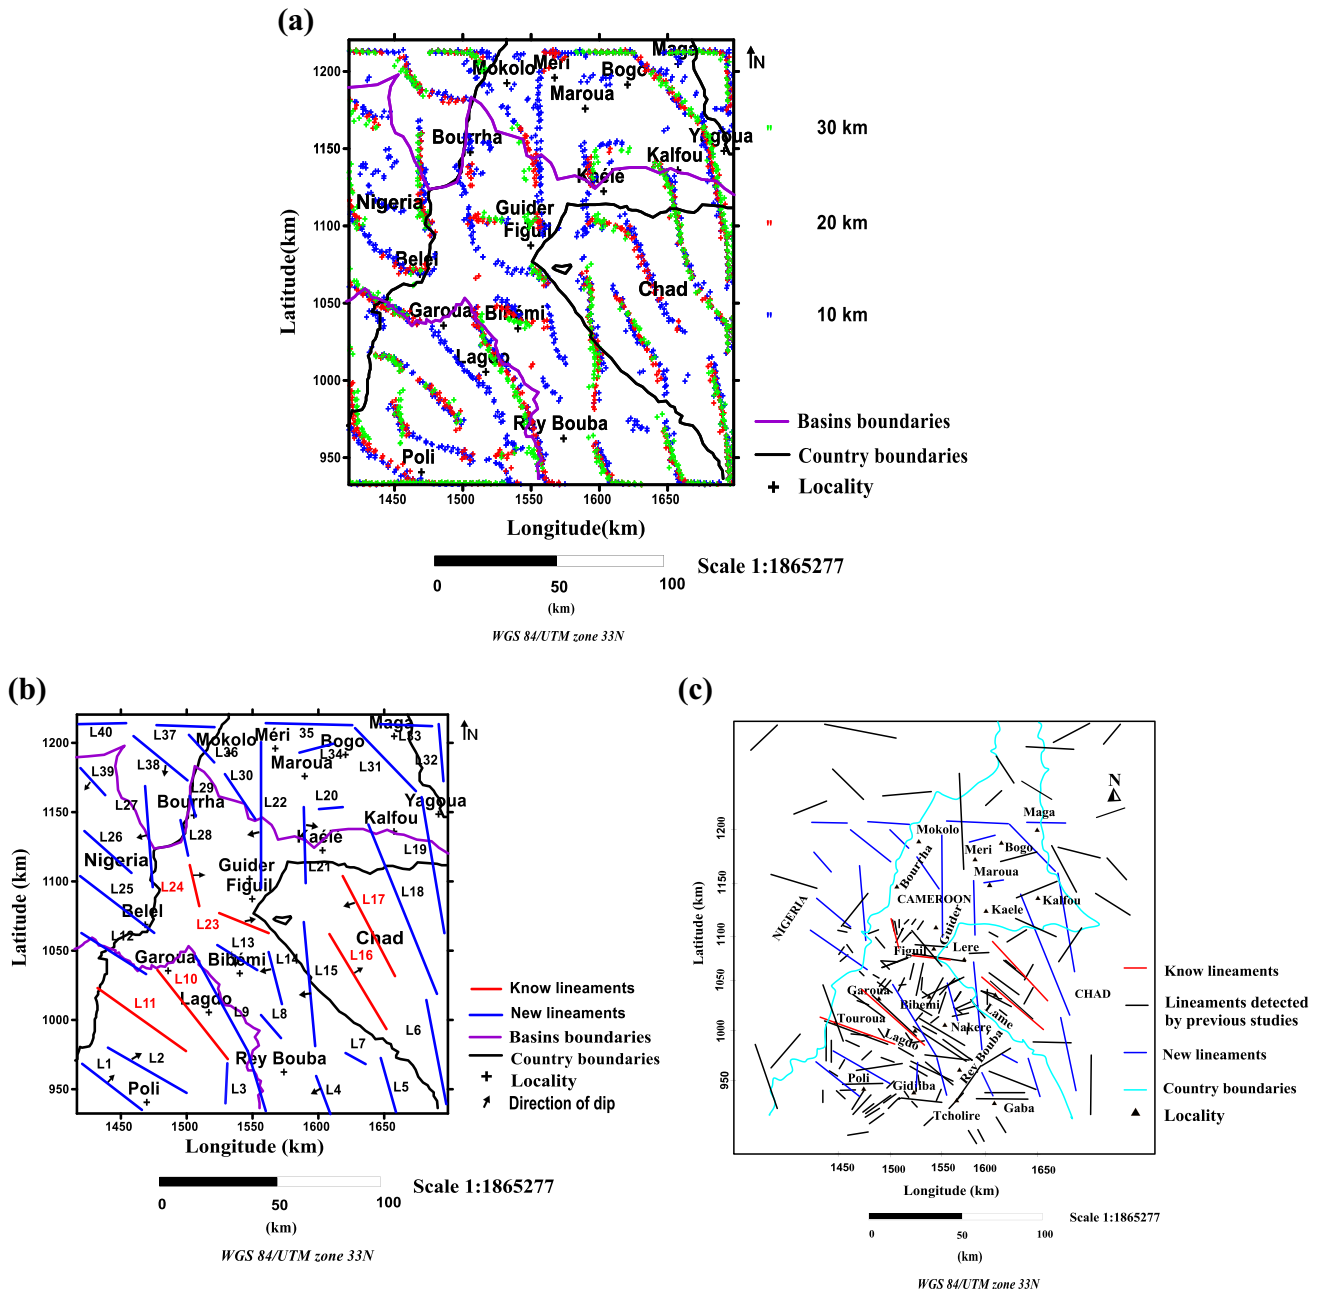 (a)
Maga
Mokolo
Méri
Bogo
Maroua
Bourrha
Yagoua
Kalfou
Kaélé
Nigeria
Guider
Figuil
Belel
Chad
Garoua
Bibémi
Lagdo
Rey Bouba
Poli
N
1200
1150
1100
1050
1000
950
Latitude(km)
1450 1500 1550 1600 1650
Longitude(km)
" 30 km
" 20 km
" 10 km
Basins boundaries
Country boundaries
Locality
0 50 100
(km)
Scale 1:1865277
WGS 84/UTM zone 33N
(b)
L40 L37 Mokolo Méri 35 Bogo Maga L33
L36 L34
L39 L38 L30 Maroua L31 L32
L27 L29 Bourrha L22 L20 Yagoua
L26 L28 Kaélé Kalfou L19
Nigeria Guider L21
L25 L24 Figuil L17 L18
Belel L23
L12 L13 Chad
Garoua Bibémi L14 L16
L10 L15
L11 Lagdo L9 L8 L6
L1 L2 Rey Bouba L7
Poli L3 L4 L5
N
1200
1150
1100
1050
1000
950
Latitude (km)
1450 1500 1550 1600 1650
Longitude (km)
Know lineaments
New lineaments
Basins boundaries
Country boundaries
Locality
Direction of dip
0 50 100
(km)
Scale 1:1865277
WGS 84/UTM zone 33N
(c)
N
Maga
Mokolo
Meri
Bogo
Bourrha
Maroua
CAMEROON
Kalfou
Kaele
NIGERIA
Guider
Figuil
Lere
CHAD
Garoua
Bibemi
Lame
Touroua
Nakere
Lagdo
Rey Bouba
Poli
Gidjiba
Tcholire
Gaba
1200
1150
1100
1050
1000
950
Latitude (km)
1450 1500 1550 1600 1650
Longitude (km)
Know lineaments
Lineaments detected
by previous studies
New lineaments
Country boundaries
Locality
0 50 100
(km)
Scale 1:1865277
WGS 84/UTM zone 33N